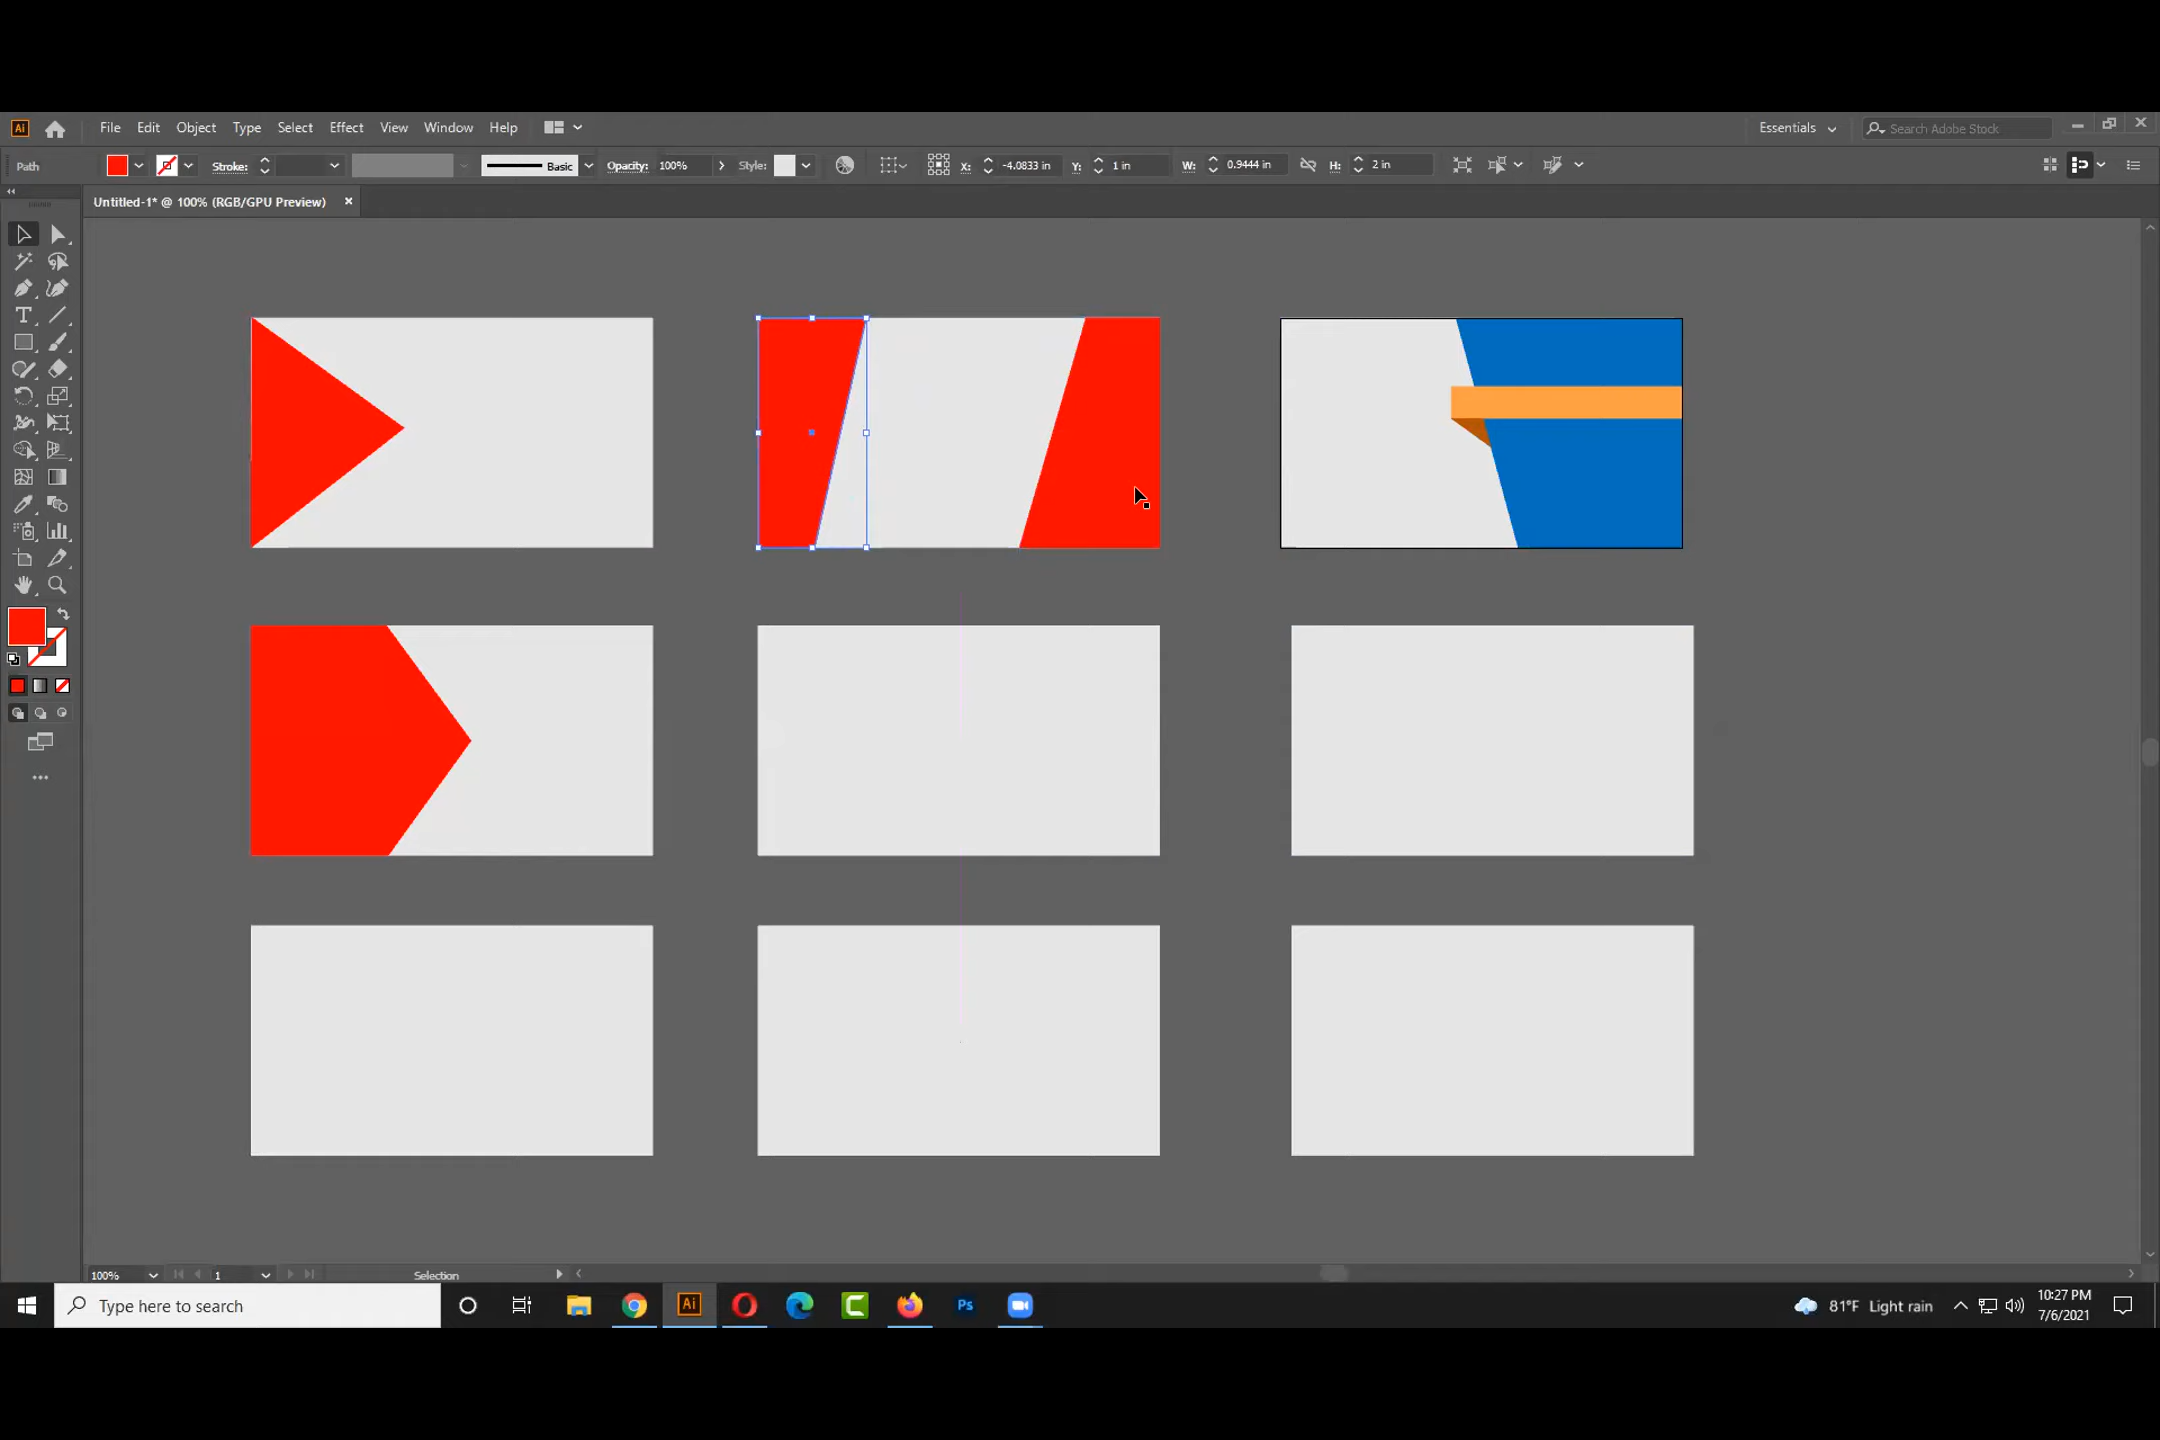 Ai File Edit Object Type Select Effect View Window Help Essentials Search Adobe Stock
Path Stroke: Basic Opacity: 100% Style: X: -4.0833 in Y: 1 in W: 0.9444 in H: 2 in
Untitled-1* @ 100% (RGB/GPU Preview) ×
100% 1 Selection
Type here to search Ai Ps 81°F Light rain 10:27 PM
7/6/2021